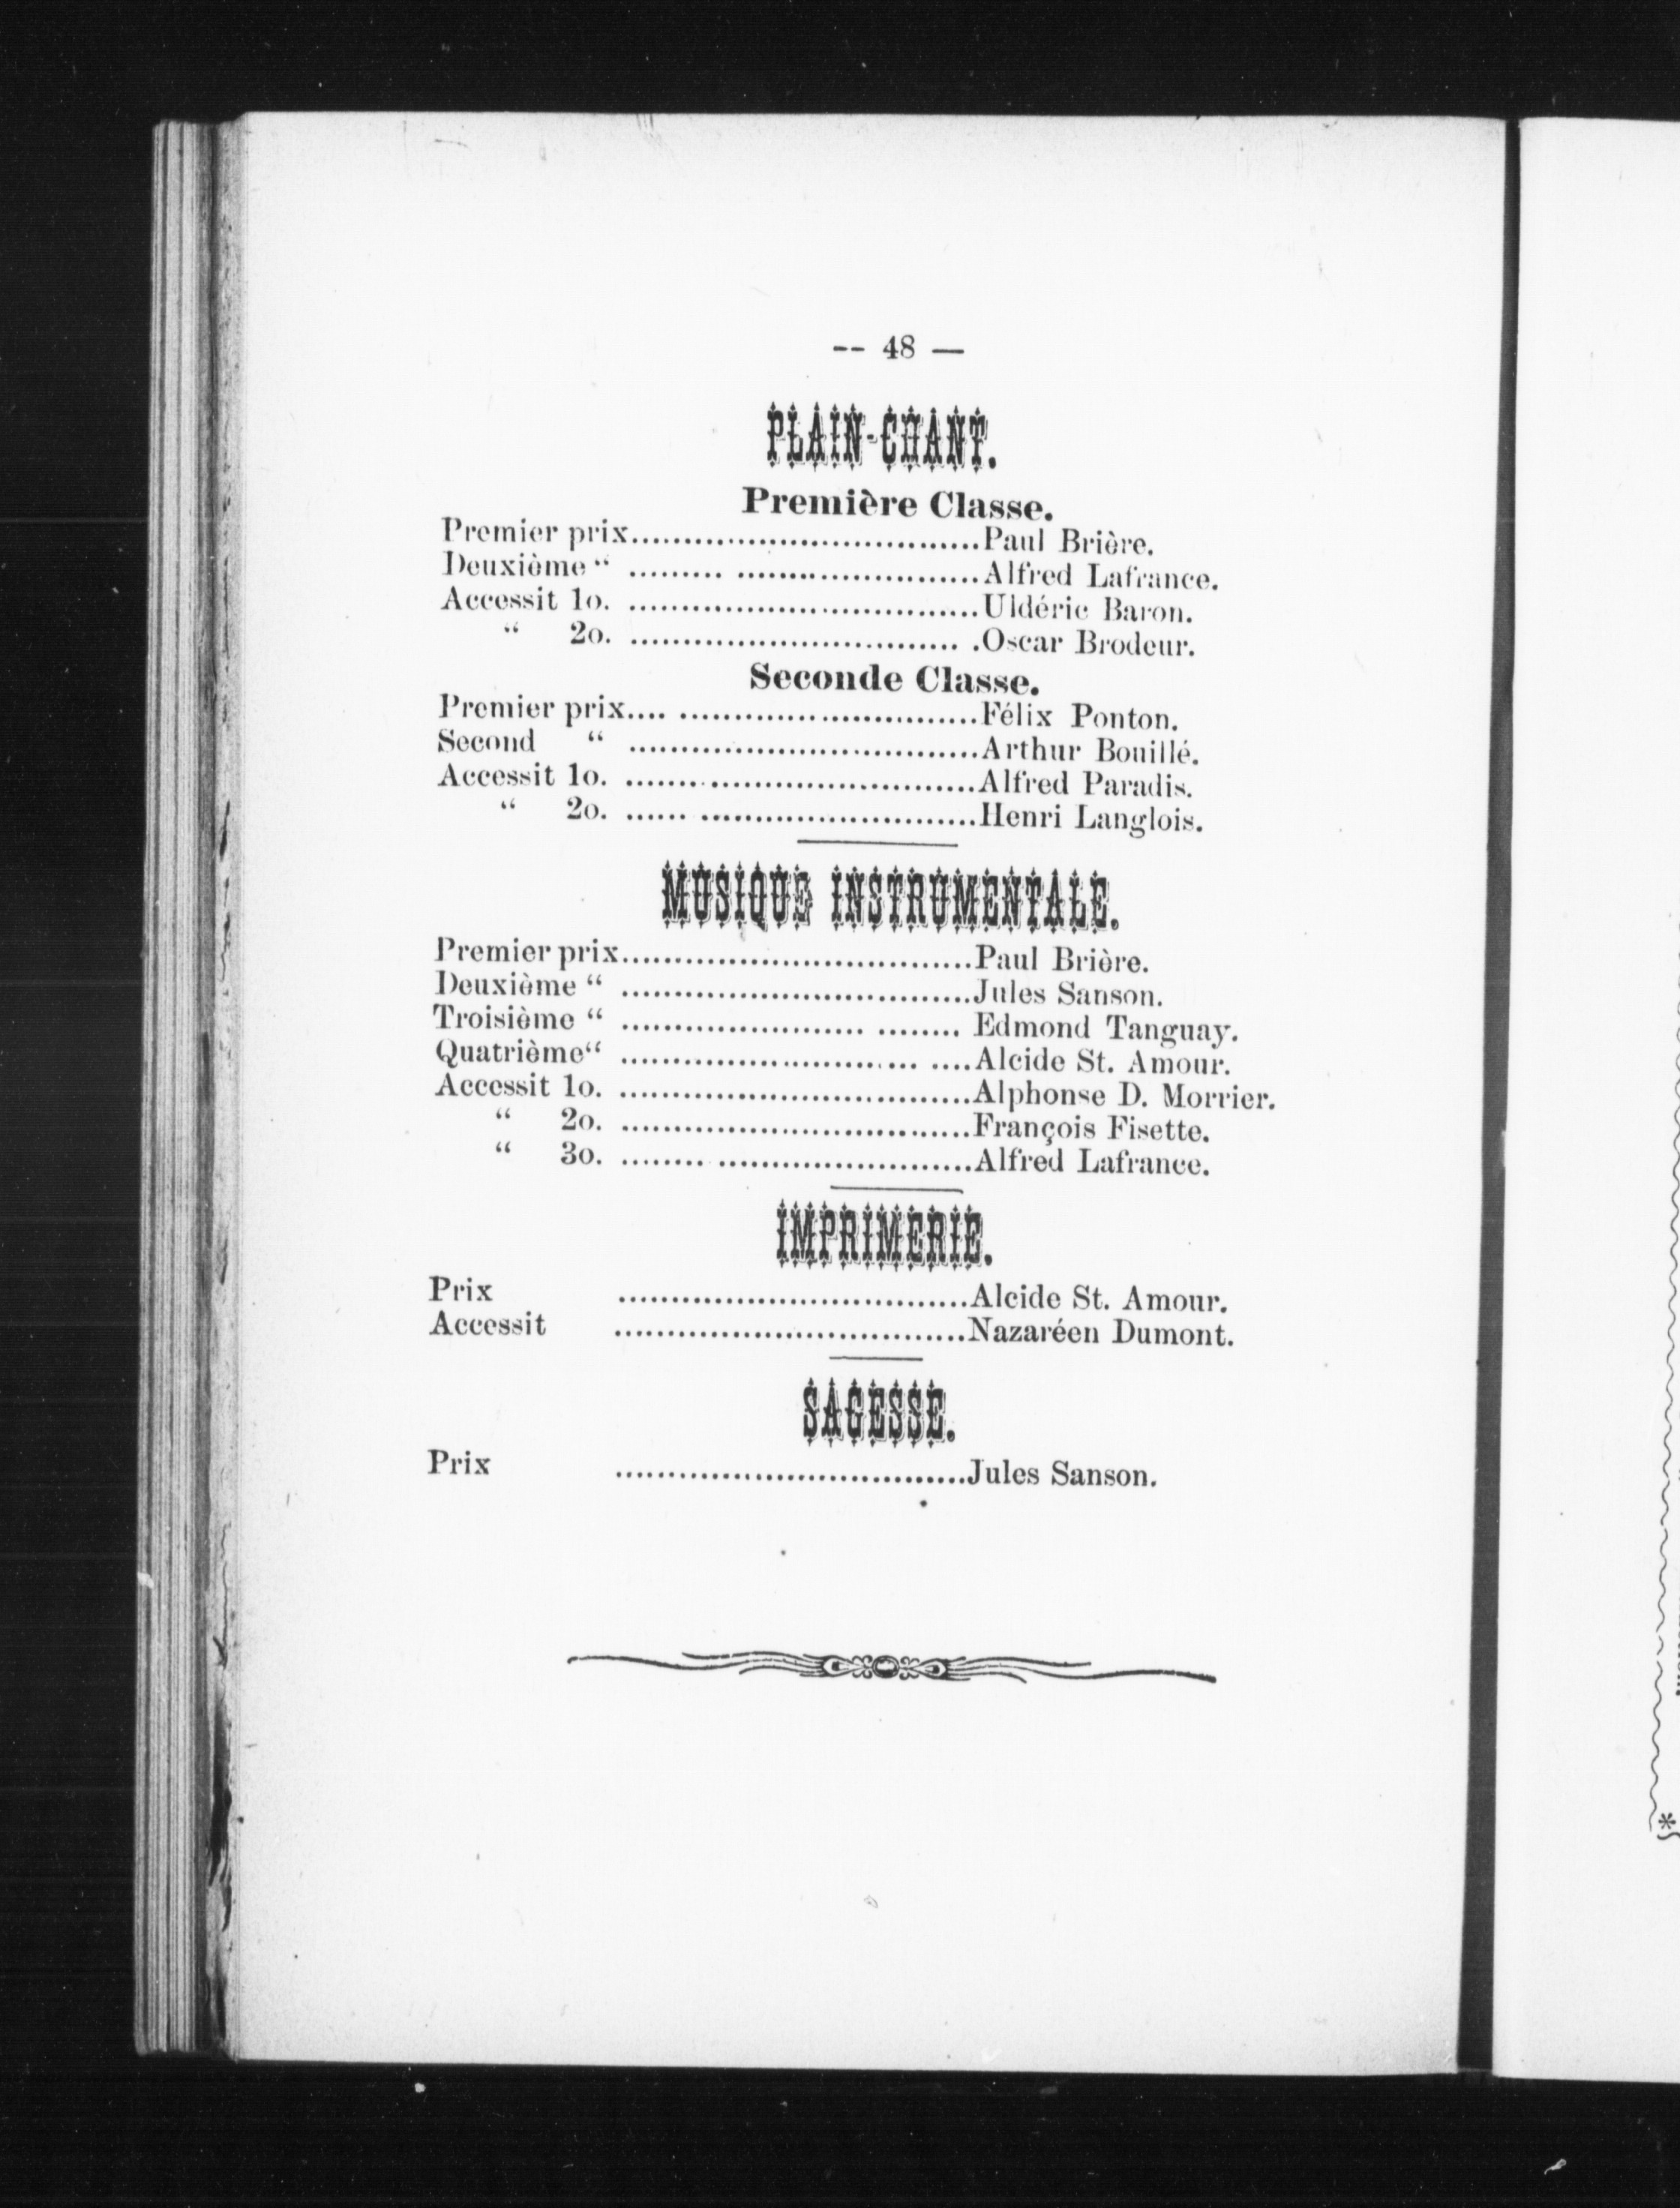 -- 48 —
PLAIN-CHANT.
Première Classe.
Premier prix..................................Paul Brière.
Deuxième " ......... ........................Alfred Lafrance.
Accessit 1o. ..................................Uldéric Baron.
" 2o. ................................ .Oscar Brodeur.
Seconde Classe.
Premier prix.... .............................Félix Ponton.
Second " ..................................Arthur Bouillé.
Accessit 1o. ..................................Alfred Paradis.
" 2o. ...... ...........................Henri Langlois.
MUSIQUE INSTRUMENTALE.
Premier prix..................................Paul Brière.
Deuxième " ..................................Jules Sanson.
Troisième " ....................... ........ Edmond Tanguay.
Quatrième" ............................ ....Alcide St. Amour.
Accessit 1o. ..................................Alphonse D. Morrier.
" 2o. ..................................François Fisette.
" 3o. ........ .........................Alfred Lafrance.
IMPRIMERIE.
Prix ..................................Alcide St. Amour.
Accessit ..................................Nazaréen Dumont.
SAGESSE.
Prix ..................................Jules Sanson.
*